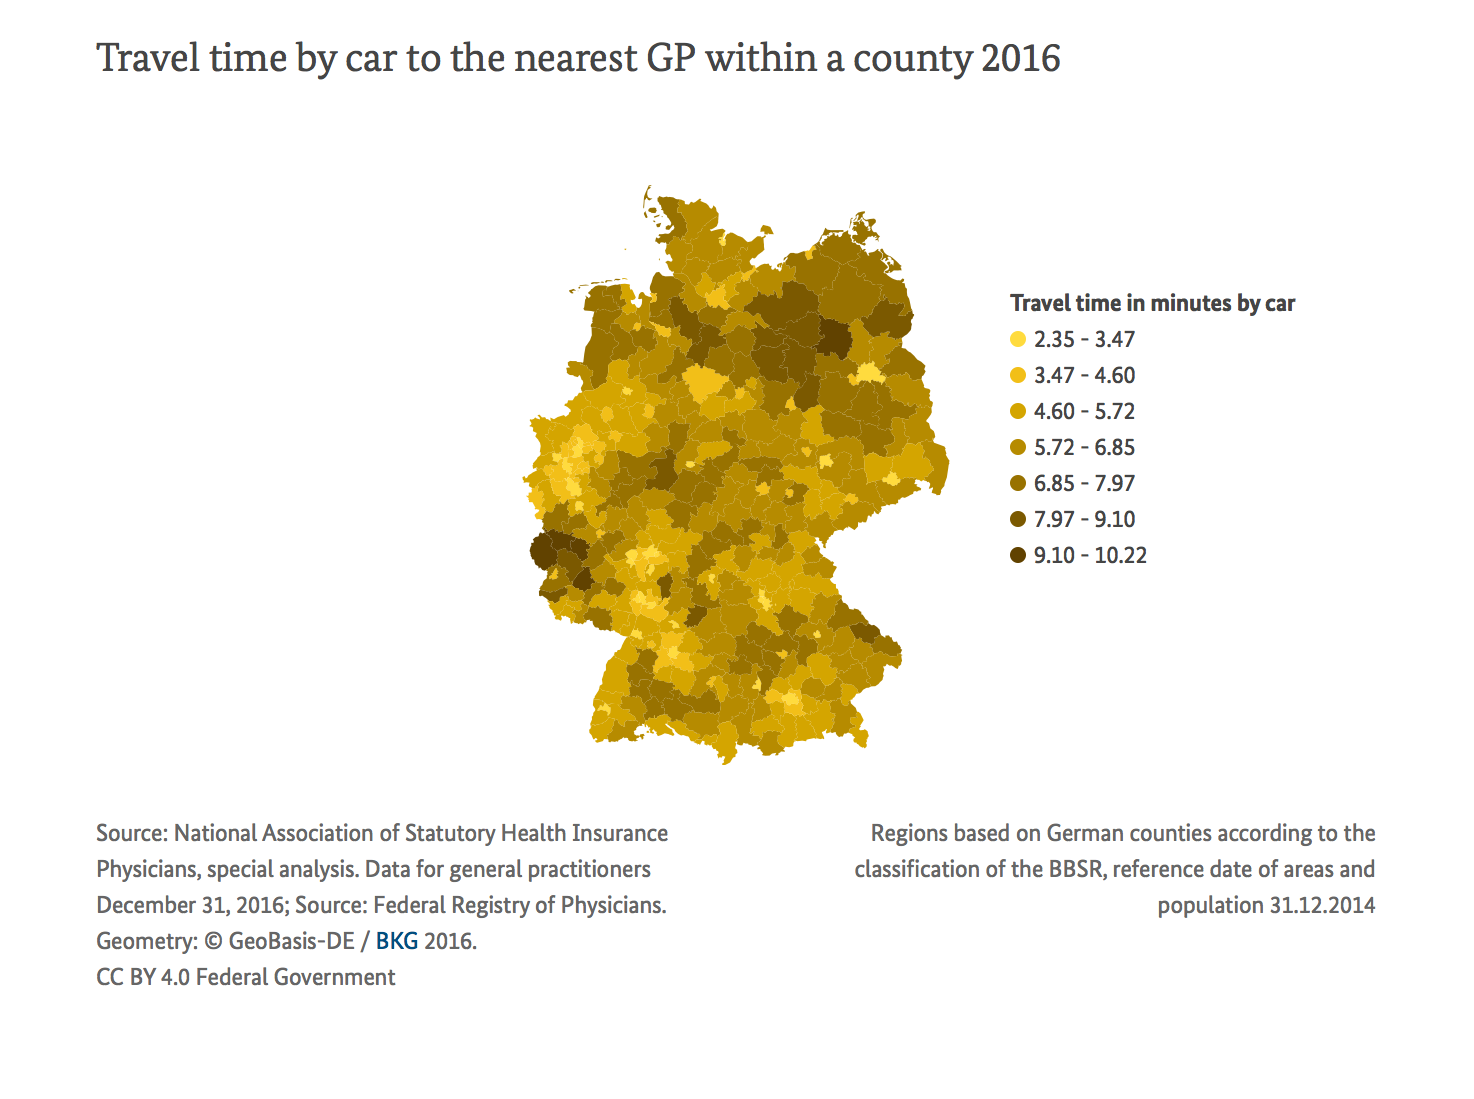 Travel time by car to the nearest GP within a county 2016
Travel time in minutes by car
2.35 - 3.47
3.47 - 4.60
4.60 - 5.72
5.72 - 6.85
6.85 - 7.97
7.97 - 9.10
9.10 - 10.22
Source: National Association of Statutory Health Insurance
Physicians, special analysis. Data for general practitioners
December 31, 2016; Source: Federal Registry of Physicians.
Geometry: © GeoBasis-DE / BKG 2016.
CC BY 4.0 Federal Government
Regions based on German counties according to the
classification of the BBSR, reference date of areas and
population 31.12.2014